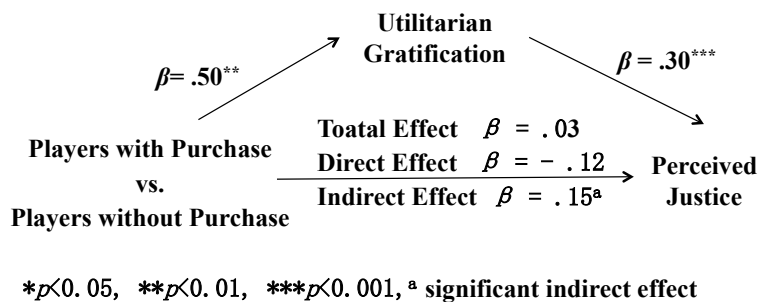 Utilitarian
Gratification
β= .50**
β = .30***
Toatal Effect β = .03
Direct Effect β = - .12
Indirect Effect β = .15ᵃ
Players with Purchase
vs.
Players without Purchase
Perceived
Justice
*p<0.05, **p<0.01, ***p<0.001, ᵃ significant indirect effect